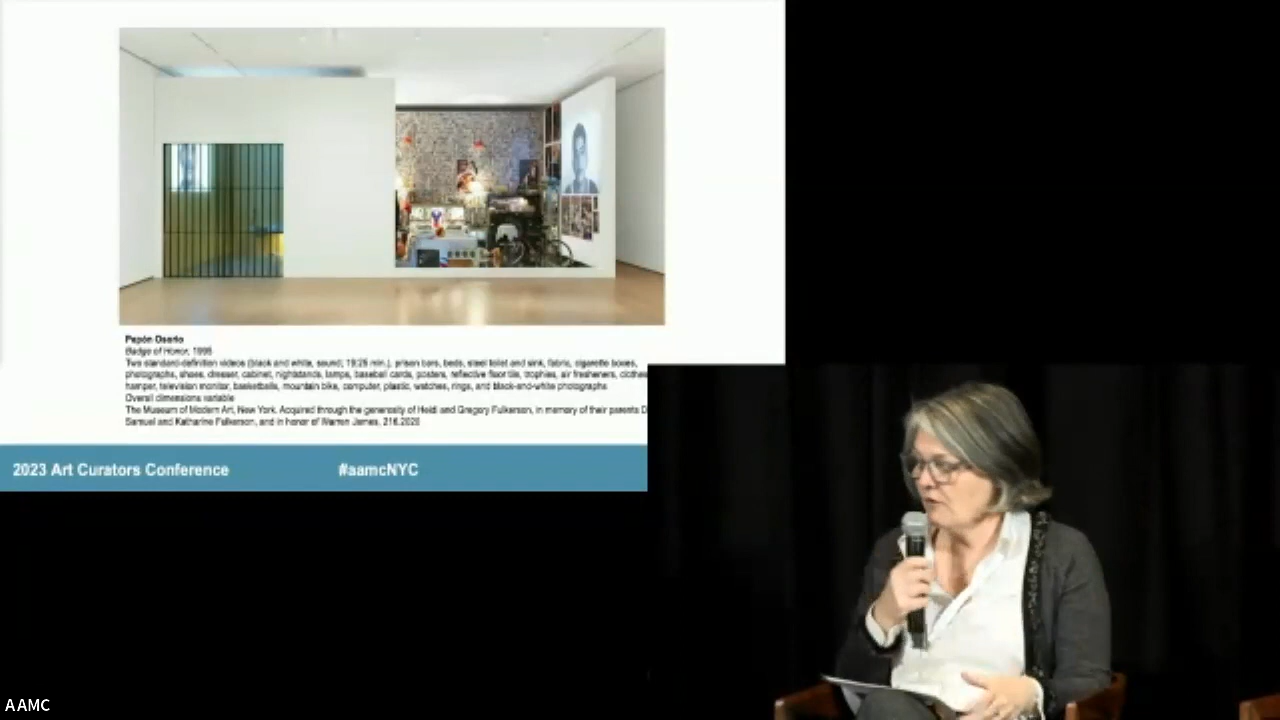 Pepón Osorio
Badge of Honor, 1995
Two standard-definition videos (black and white, sound; 19:25 min.), prison bars, beds, steel toilet and sink, fabric, cigarette boxes,
photographs, shoes, dresser, cabinet, nightstands, lamps, baseball cards, posters, reflective floor tile, trophies, air fresheners, clothes
hamper, television monitor, basketballs, mountain bike, computer, plastic, watches, rings, and black-and-white photographs
Overall dimensions variable
The Museum of Modern Art, New York. Acquired through the generosity of Heidi and Gregory Fulkerson, in memory of their parents D
Samuel and Katharine Fulkerson, and in honor of Warren James, 216.2020
2023 Art Curators Conference #aamcNYC
AAMC